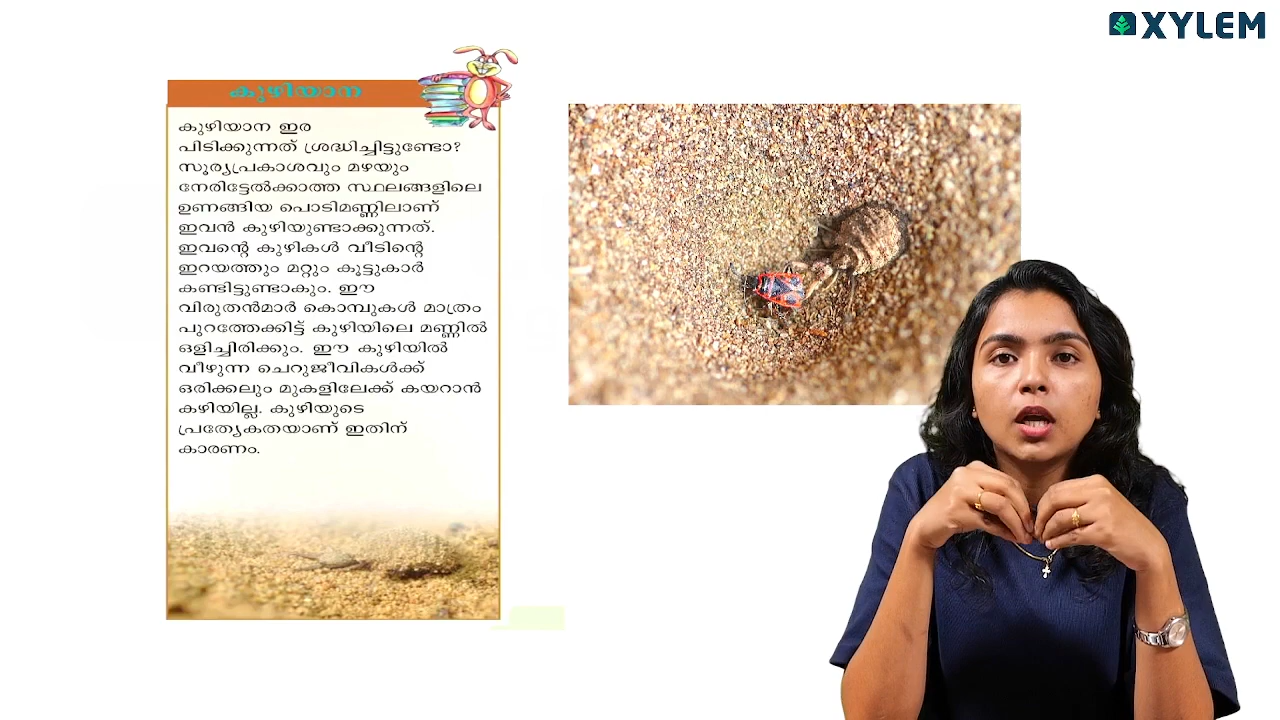 XYLEM
കുഴിയാന
കുഴിയാന ഇര
പിടിക്കുന്നത് ശ്രദ്ധിച്ചിട്ടുണ്ടോ?
സൂര്യപ്രകാശവും മഴയും
നേരിട്ടേൽക്കാത്ത സ്ഥലങ്ങളിലെ
ഉണങ്ങിയ പൊടിമണ്ണിലാണ്
ഇവൻ കുഴിയുണ്ടാക്കുന്നത്.
ഇവന്റെ കുഴികൾ വീടിന്റെ
ഇറയത്തും മറ്റും കൂട്ടുകാർ
കണ്ടിട്ടുണ്ടാകും. ഈ
വിരുതൻമാർ കൊമ്പുകൾ മാത്രം
പുറത്തേക്കിട്ട് കുഴിയിലെ മണ്ണിൽ
ഒളിച്ചിരിക്കും. ഈ കുഴിയിൽ
വീഴുന്ന ചെറുജീവികൾക്ക്
ഒരിക്കലും മുകളിലേക്ക് കയറാൻ
കഴിയില്ല. കുഴിയുടെ
പ്രത്യേകതയാണ് ഇതിന്
കാരണം.